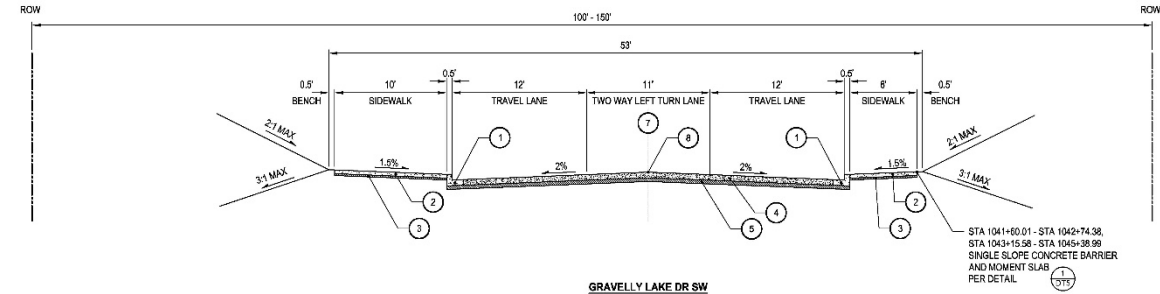 ROW
ROW
100' - 150'
53'
0.5'
0.5'
0.5'
10'
12'
11'
12'
6'
0.5'
BENCH
SIDEWALK
TRAVEL LANE
TWO WAY LEFT TURN LANE
TRAVEL LANE
SIDEWALK
BENCH
7
8
1
1
2:1 MAX
2:1 MAX
1.5%
2%
2%
1.5%
3:1 MAX
3:1 MAX
2
3
5
4
3
2
STA 1041+60.01 - STA 1042+74.38,
STA 1043+15.58 - STA 1045+38.99
SINGLE SLOPE CONCRETE BARRIER
AND MOMENT SLAB
PER DETAIL
1
DT5
GRAVELLY LAKE DR SW